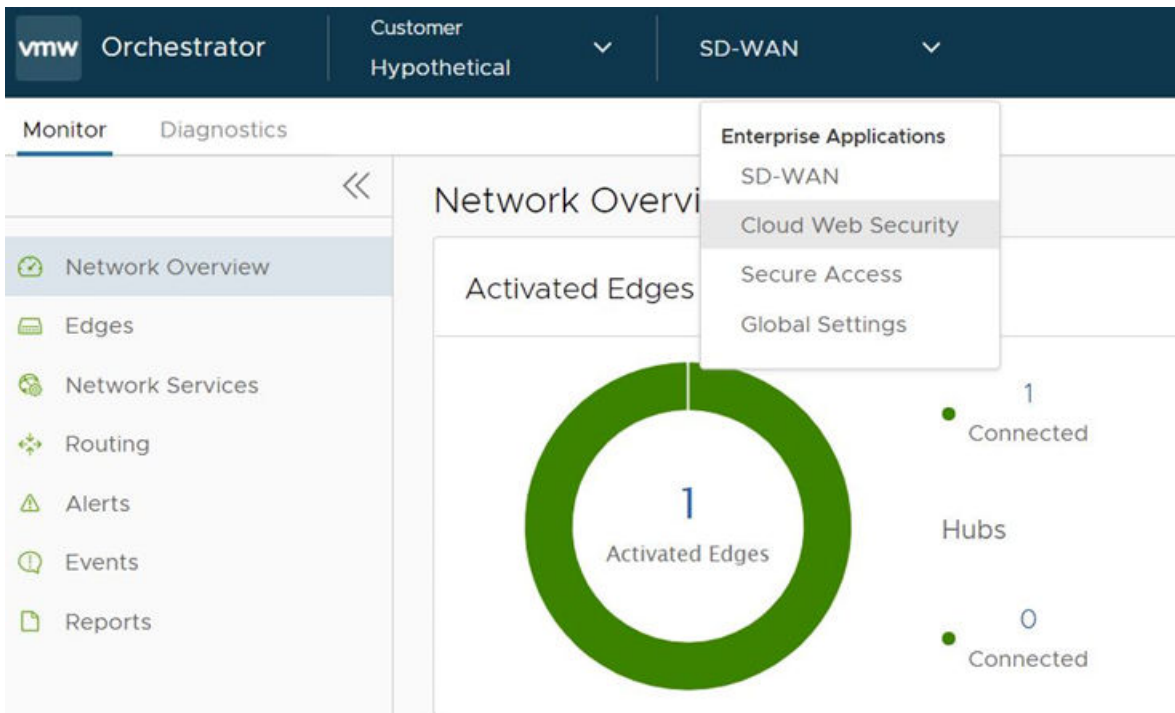 vmw Orchestrator
Customer
Hypothetical
SD-WAN
Monitor
Diagnostics
Enterprise Applications
SD-WAN
Cloud Web Security
Secure Access
Global Settings
Network Overview
Edges
Network Services
Routing
Alerts
Events
Reports
Network Overvi
Activated Edges
1
Activated Edges
1
Connected
Hubs
0
Connected